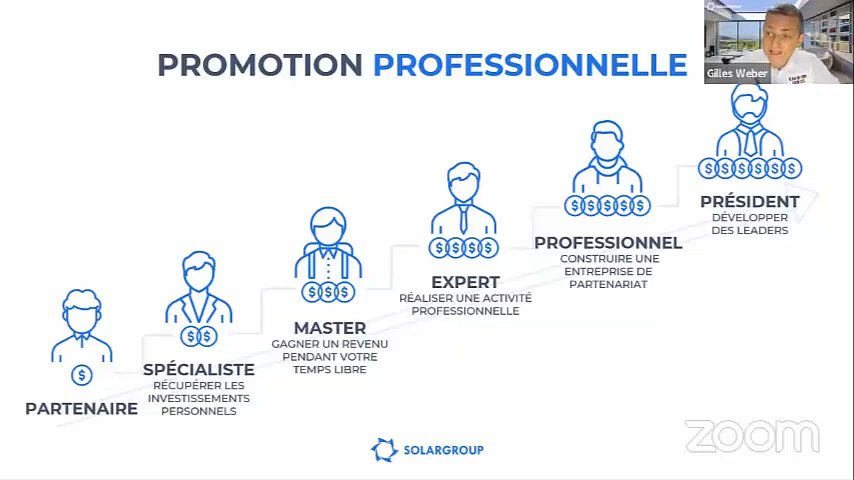 SOLARGROUP
Gilles Weber
PROMOTION PROFESSIONNELLE
PRÉSIDENT
DÉVELOPPER
DES LEADERS
PROFESSIONNEL
CONSTRUIRE UNE
ENTREPRISE DE
PARTENARIAT
EXPERT
RÉALISER UNE ACTIVITÉ
PROFESSIONNELLE
MASTER
GAGNER UN REVENU
PENDANT VOTRE
TEMPS LIBRE
SPÉCIALISTE
RÉCUPÉRER LES
INVESTISSEMENTS
PERSONNELS
PARTENAIRE
SOLARGROUP
zoom